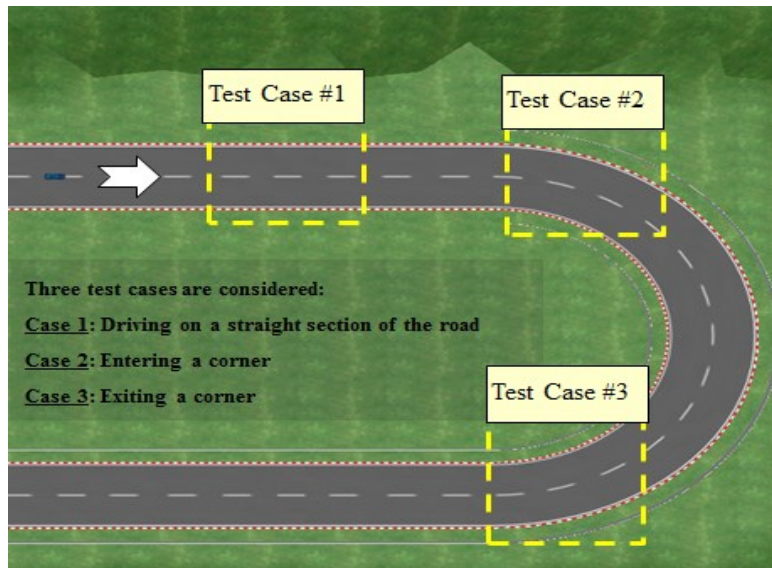 Test Case #1
Test Case #2
Three test cases are considered:
Case 1: Driving on a straight section of the road
Case 2: Entering a corner
Case 3: Exiting a corner
Test Case #3